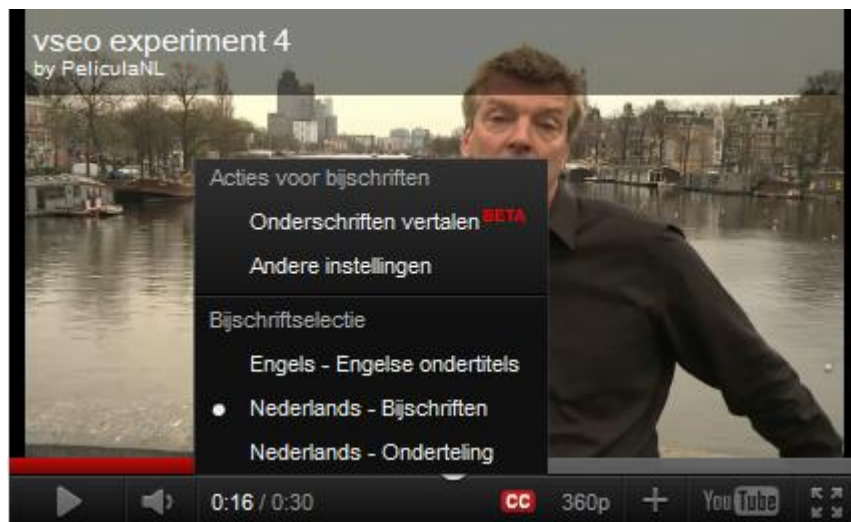 vseo experiment 4
by PeliculaNL
Acties voor bijschriften
Onderschriften vertalen BETA
Andere instellingen
Bijschriftselectie
Engels - Engelse ondertitels
Nederlands - Bijschriften
Nederlands - Onderteling
0:16 / 0:30
CC
360p
YouTube